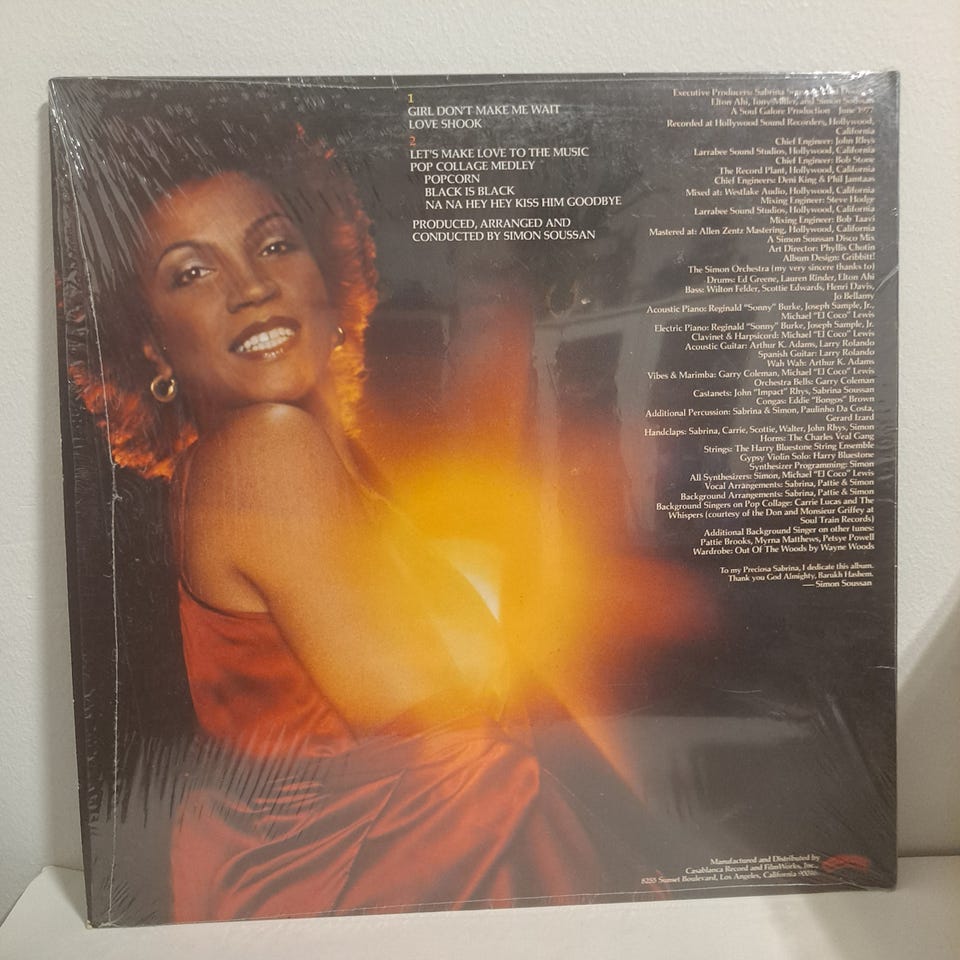 1
GIRL DON'T MAKE ME WAIT
LOVE SHOOK
2
LET'S MAKE LOVE TO THE MUSIC
POP COLLAGE MEDLEY
POPCORN
BLACK IS BLACK
NA NA HEY HEY KISS HIM GOODBYE
PRODUCED, ARRANGED AND
CONDUCTED BY SIMON SOUSSAN
Executive Producers: Sabrina
Elton Ahi, Tony Miller, and Simon Soussan
A Soul Galore Production June 1977
Recorded at Hollywood Sound Recorders, Hollywood,
California
Chief Engineer: John Rhys
Larrabee Sound Studios, Hollywood, California
Chief Engineer: Bob Stone
The Record Plant, Hollywood, California
Chief Engineers: Deni King & Phil Jamtaas
Mixed at: Westlake Audio, Hollywood, California
Mixing Engineer: Steve Hodge
Larrabee Sound Studios, Hollywood, California
Mixing Engineer: Bob Taavi
Mastered at: Allen Zentz Mastering, Hollywood, California
A Simon Soussan Disco Mix
Art Director: Phyllis Chotin
Album Design: Gribbitt!
The Simon Orchestra (my very sincere thanks to)
Drums: Ed Greene, Lauren Rinder, Elton Ahi
Bass: Wilton Felder, Scottie Edwards, Henri Davis,
Jo Bellamy
Acoustic Piano: Reginald "Sonny" Burke, Joseph Sample, Jr.,
Michael "El Coco" Lewis
Electric Piano: Reginald "Sonny" Burke, Joseph Sample, Jr.
Clavinet & Harpsicord: Michael "El Coco" Lewis
Acoustic Guitar: Arthur K. Adams, Larry Rolando
Spanish Guitar: Larry Rolando
Wah Wah: Arthur K. Adams
Vibes & Marimba: Garry Coleman, Michael "El Coco" Lewis
Orchestra Bells: Garry Coleman
Castanets: John "Impact" Rhys, Sabrina Soussan
Congas: Eddie "Bongos" Brown
Additional Percussion: Sabrina & Simon, Paulinho Da Costa,
Gerard Izard
Handclaps: Sabrina, Carrie, Scottie, Walter, John Rhys, Simon
Horns: The Charles Veal Gang
Strings: The Harry Bluestone String Ensemble
Gypsy Violin Solo: Harry Bluestone
Synthesizer Programming: Simon
All Synthesizers: Simon, Michael "El Coco" Lewis
Vocal Arrangements: Sabrina, Pattie & Simon
Background Arrangements: Sabrina, Pattie & Simon
Background Singers on Pop Collage: Carrie Lucas and The
Whispers (courtesy of the Don and Monsieur Griffey at
Soul Train Records)
Additional Background Singer on other tunes:
Pattie Brooks, Myrna Matthews, Petsye Powell
Wardrobe: Out Of The Woods by Wayne Woods
To my Preciosa Sabrina, I dedicate this album.
Thank you God Almighty, Barukh Hashem.
— Simon Soussan
Manufactured and Distributed by
Casablanca Record and FilmWorks, Inc.,
8255 Sunset Boulevard, Los Angeles, California